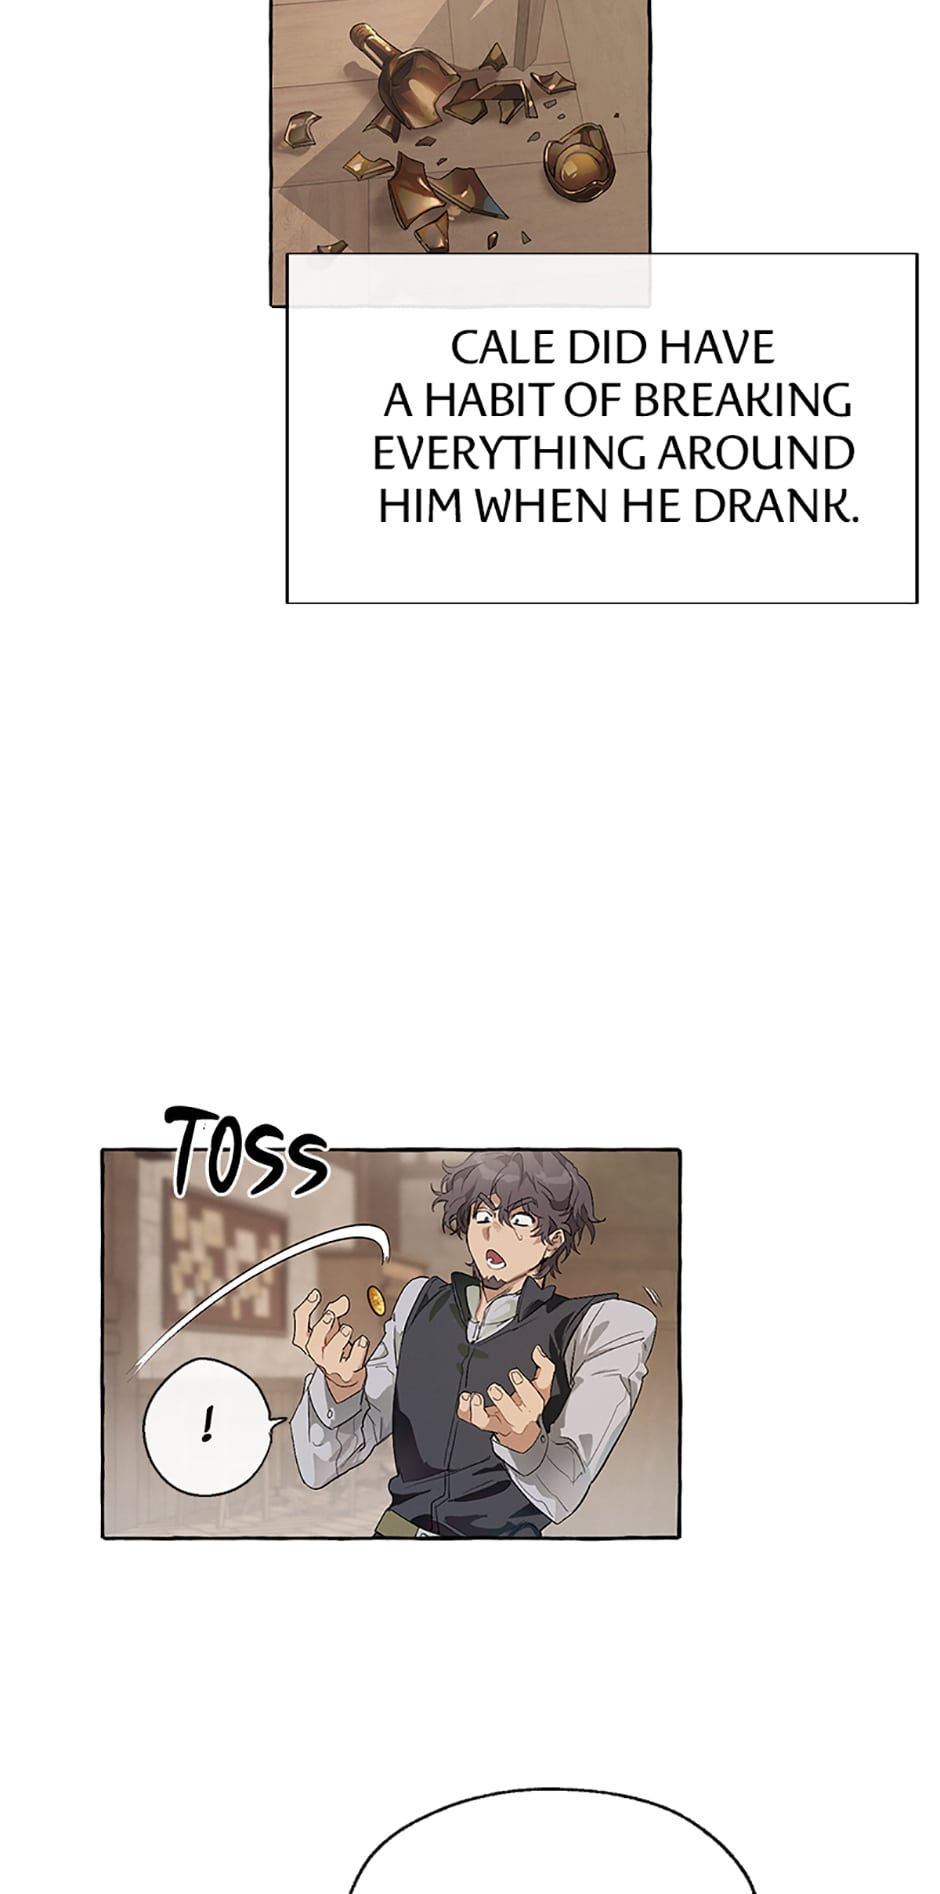 CALE DID HAVE
A HABIT OF BREAKING
EVERYTHING AROUND
HIM WHEN HE DRANK.
TOSS
!